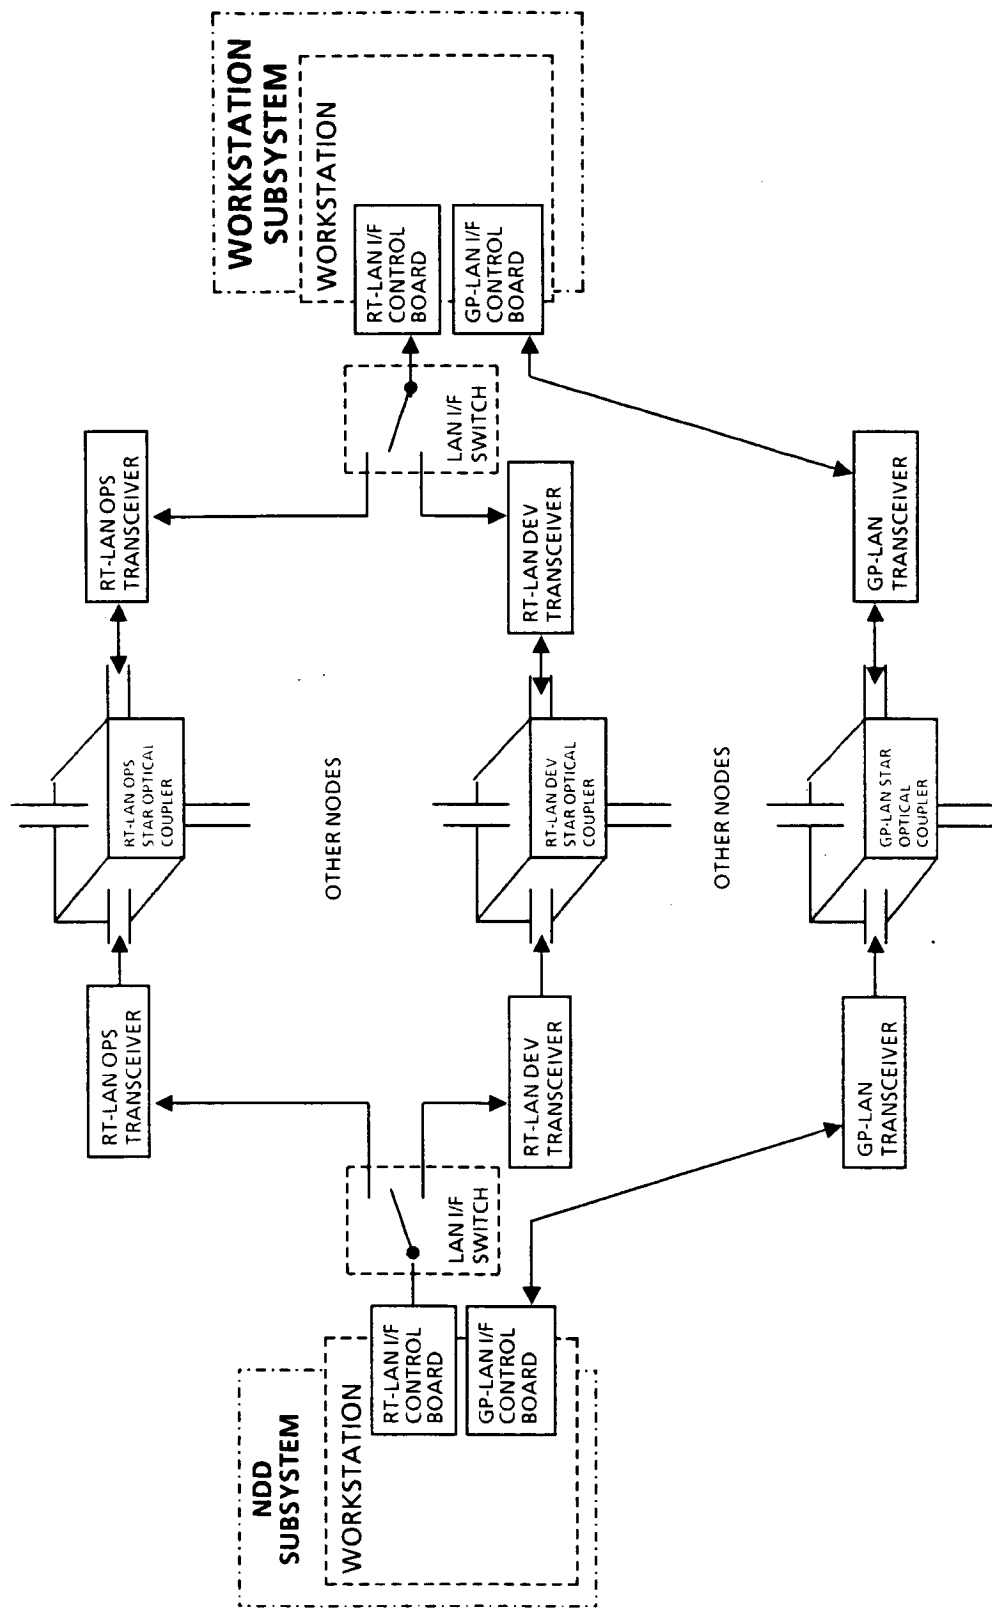 NDD
SUBSYSTEM
WORKSTATION
RT-LAN I/F
CONTROL
BOARD
GP-LAN I/F
CONTROL
BOARD
LAN I/F
SWITCH
RT-LAN OPS
TRANSCEIVER
RT-LAN DEV
TRANSCEIVER
GP-LAN
TRANSCEIVER
RT-LAN OPS
STAR OPTICAL
COUPLER
OTHER NODES
RT-LAN DEV
STAR OPTICAL
COUPLER
OTHER NODES
GP-LAN STAR
OPTICAL
COUPLER
RT-LAN OPS
TRANSCEIVER
RT-LAN DEV
TRANSCEIVER
GP-LAN
TRANSCEIVER
LAN I/F
SWITCH
WORKSTATION
SUBSYSTEM
WORKSTATION
RT-LAN I/F
CONTROL
BOARD
GP-LAN I/F
CONTROL
BOARD